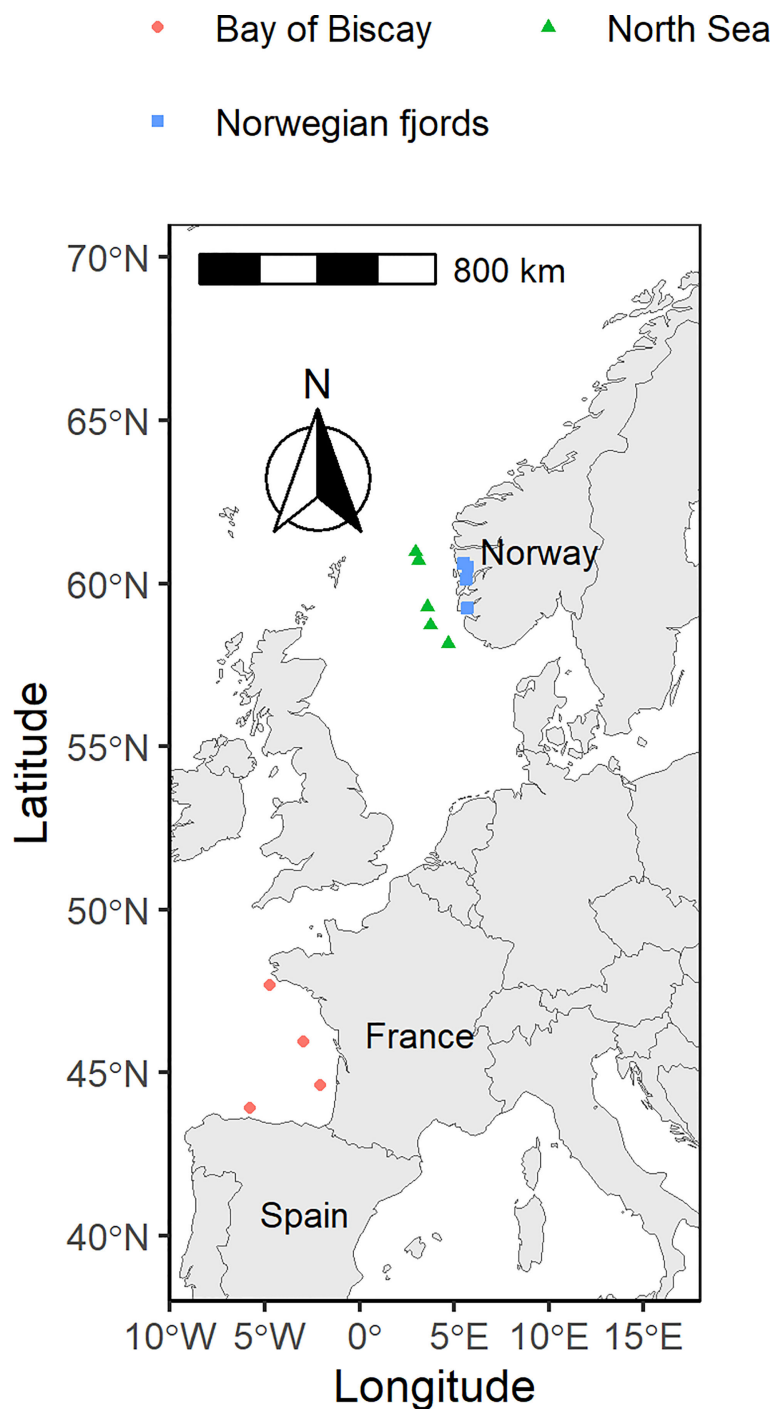 Bay of Biscay
North Sea
Norwegian fjords
70°N
800 km
N
65°N
Norway
60°N
55°N
Latitude
50°N
France
45°N
Spain
40°N
10°W 5°W 0° 5°E 10°E 15°E
Longitude